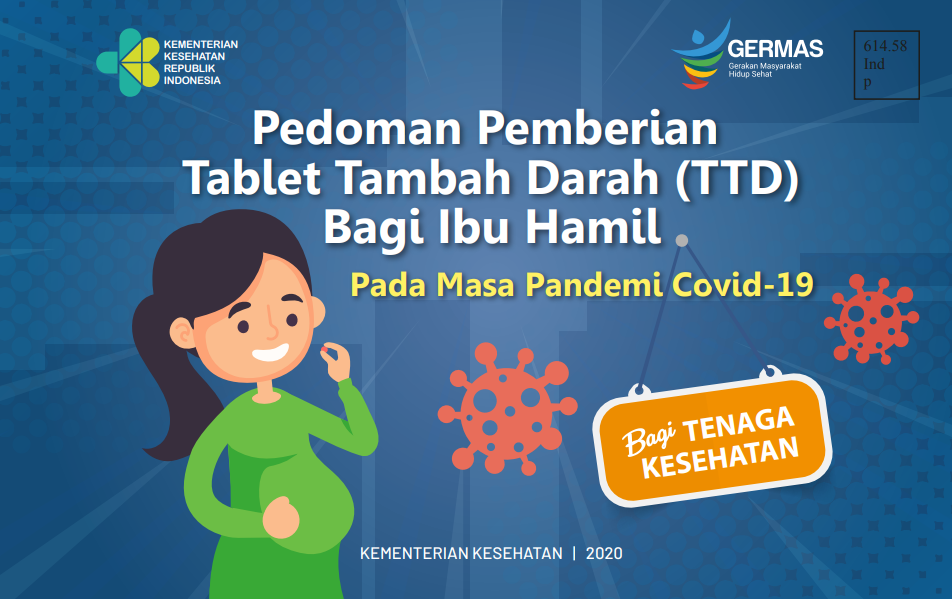 KEMENTERIAN
KESEHATAN
REPUBLIK
INDONESIA
GERMAS
Gerakan Masyarakat
Hidup Sehat
614.58
Ind
p
Pedoman Pemberian
Tablet Tambah Darah (TTD)
Bagi Ibu Hamil
Pada Masa Pandemi Covid-19
Bagi TENAGA
KESEHATAN
KEMENTERIAN KESEHATAN | 2020